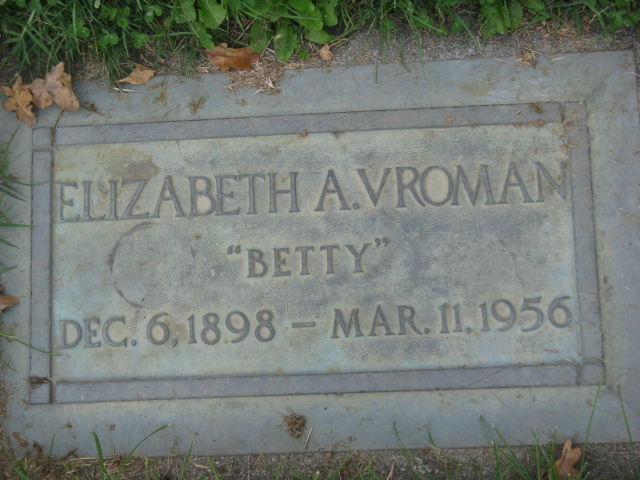 ELIZABETH A. VROMAN
"BETTY"
DEC. 6, 1898 – MAR. 11, 1956